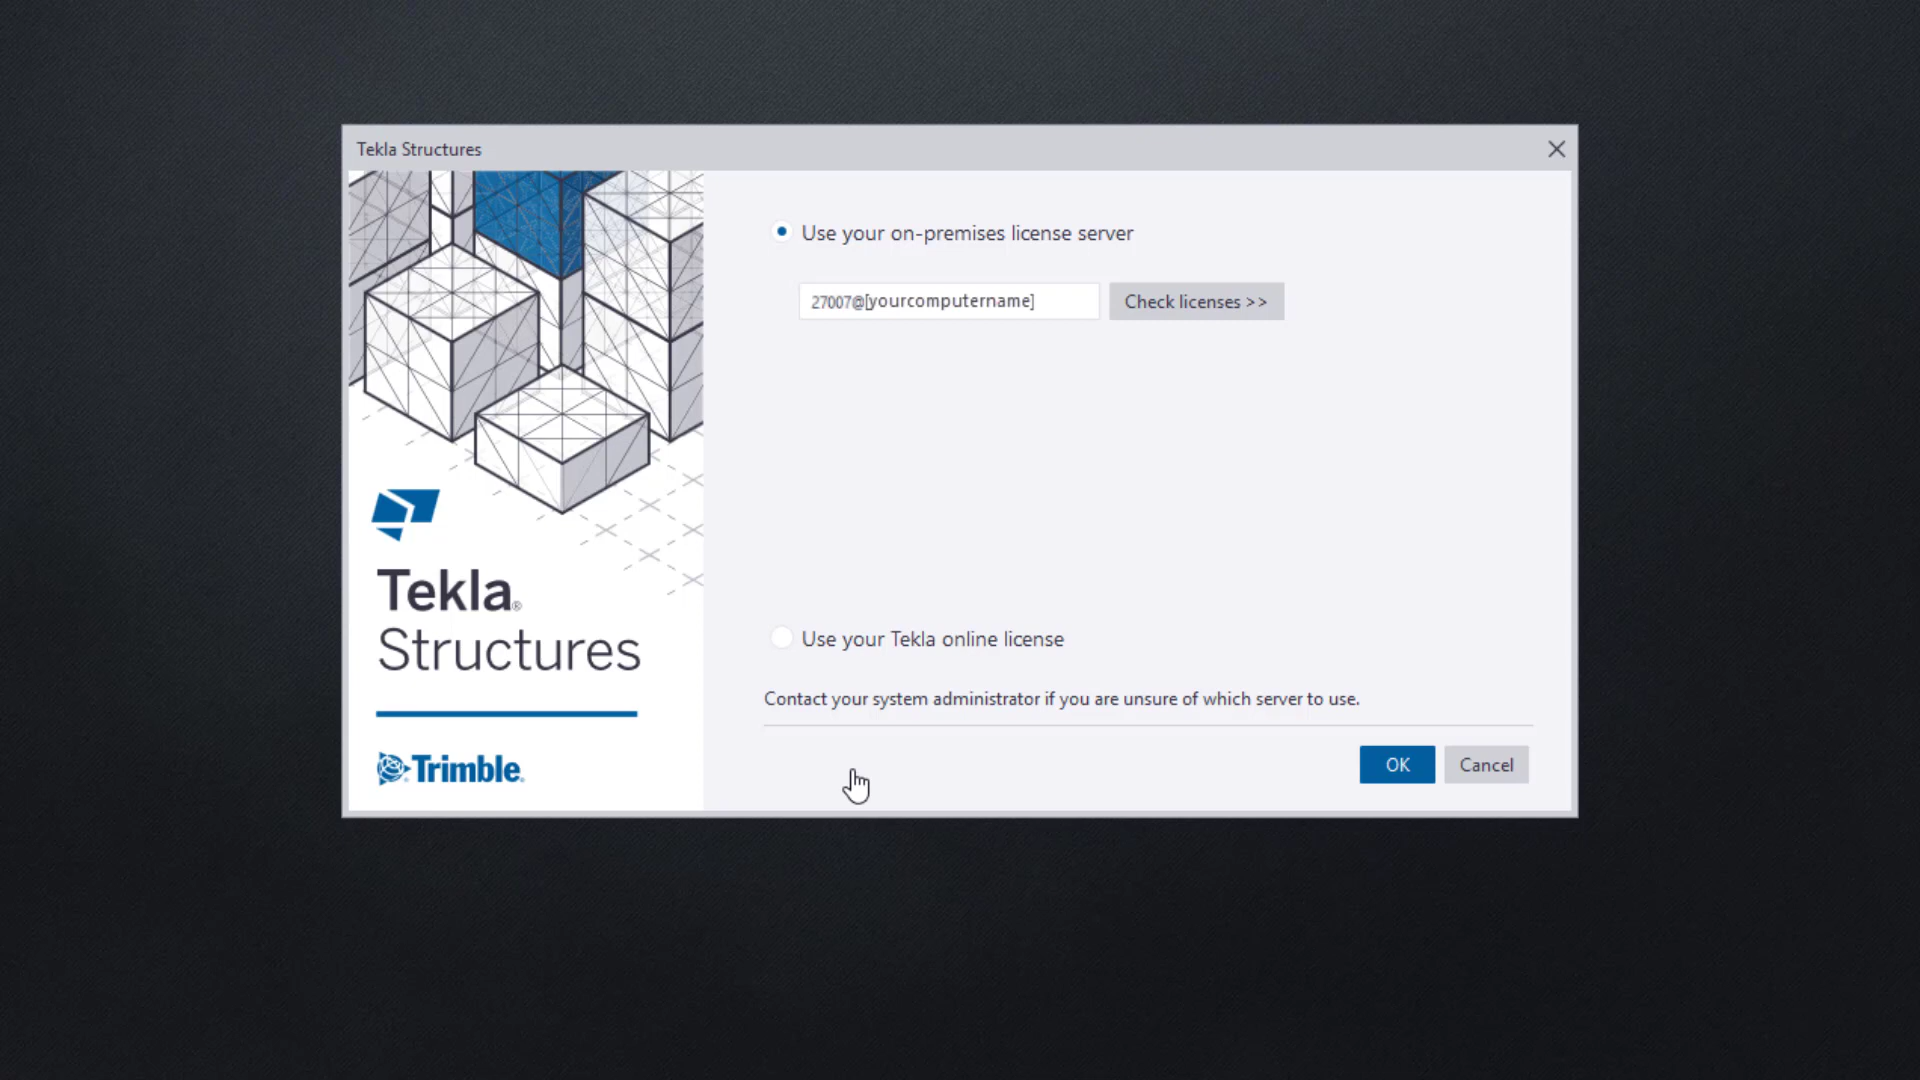 Tekla Structures
Use your on-premises license server
27007@[yourcomputername]
Check licenses >>
Tekla®
Structures
Use your Tekla online license
Contact your system administrator if you are unsure of which server to use.
Trimble
OK
Cancel